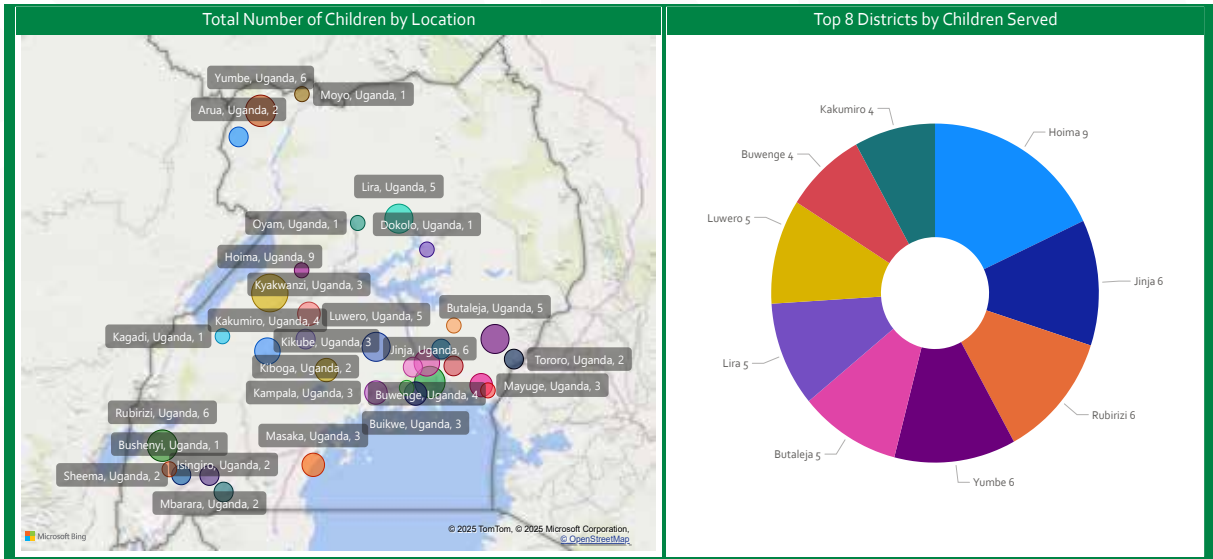 Total Number of Children by Location
Yumbe, Uganda, 6
Moyo, Uganda, 1
Arua, Uganda, 2
Lira, Uganda, 5
Oyam, Uganda, 1
Dokolo, Uganda, 1
Hoima, Uganda, 9
Kyakwanzi, Uganda, 3
Butaleja, Uganda, 5
Kakumiro, Uganda, 4
Luwero, Uganda, 5
Kagadi, Uganda, 1
Kikube, Uganda, 3
Jinja, Uganda, 6
Tororo, Uganda, 2
Kiboga, Uganda, 2
Mayuge, Uganda, 3
Kampala, Uganda, 3
Buwenge, Uganda, 4
Rubirizi, Uganda, 6
Buikwe, Uganda, 3
Masaka, Uganda, 3
Bushenyi, Uganda, 1
Isingiro, Uganda, 2
Sheema, Uganda, 2
Mbarara, Uganda, 2
Microsoft Bing
© 2025 TomTom, © 2025 Microsoft Corporation,
© OpenStreetMap
Top 8 Districts by Children Served
Kakumiro 4
Hoima 9
Buwenge 4
Luwero 5
Jinja 6
Lira 5
Rubirizi 6
Butaleja 5
Yumbe 6